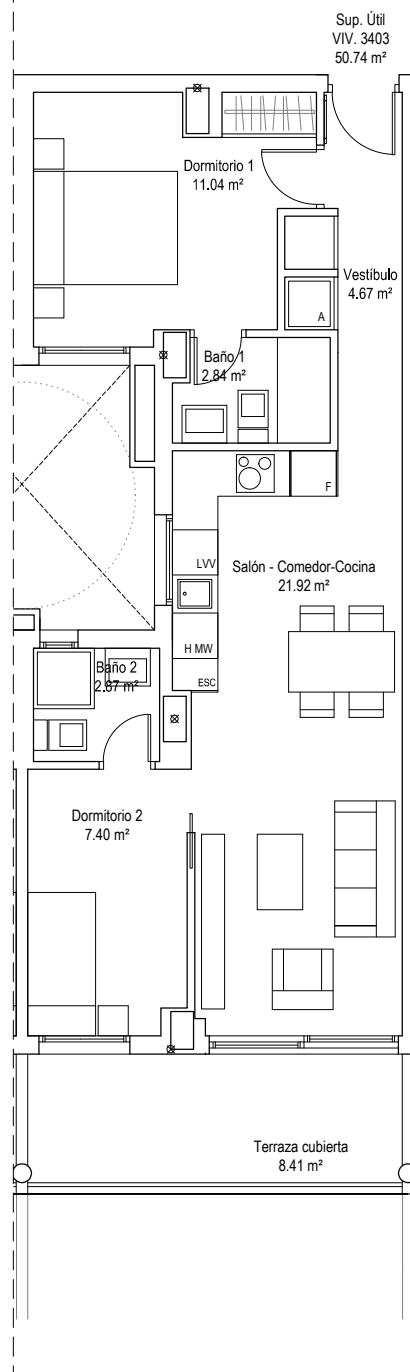 Sup. Útil
VIV. 3403
50.74 m²
Dormitorio 1
11.04 m²
Vestíbulo
4.67 m²
A
Baño 1
2.84 m²
F
LVV
Salón - Comedor-Cocina
21.92 m²
H MW
ESC
Baño 2
2.87 m²
Dormitorio 2
7.40 m²
Terraza cubierta
8.41 m²